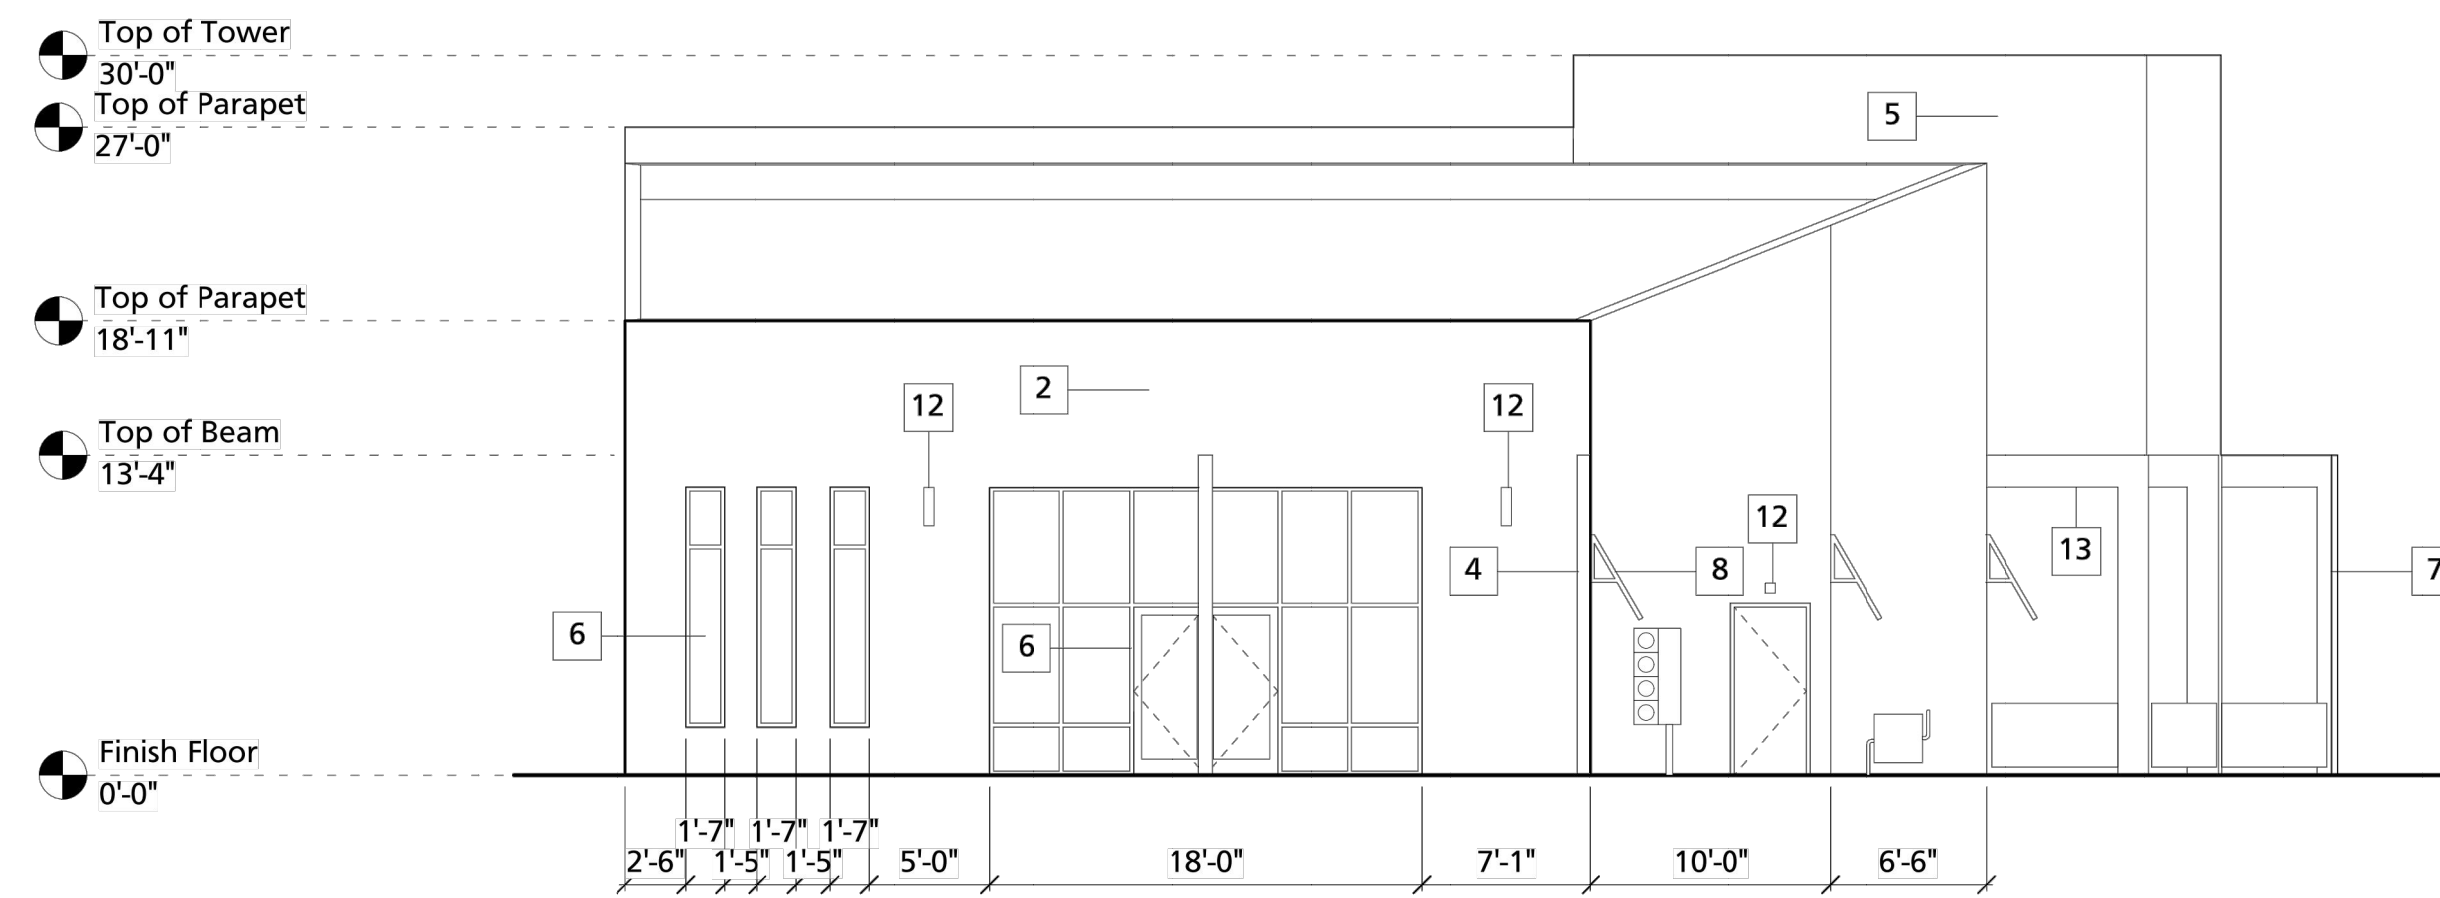 Top of Tower
30'-0"
Top of Parapet
27'-0"
5
Top of Parapet
18'-11"
2
12
12
Top of Beam
13'-4"
12
13
4
8
7
6
6
Finish Floor
0'-0"
1'-7" 1'-7" 1'-7"
2'-6" 1'-5" 1'-5" 5'-0" 18'-0" 7'-1" 10'-0" 6'-6"